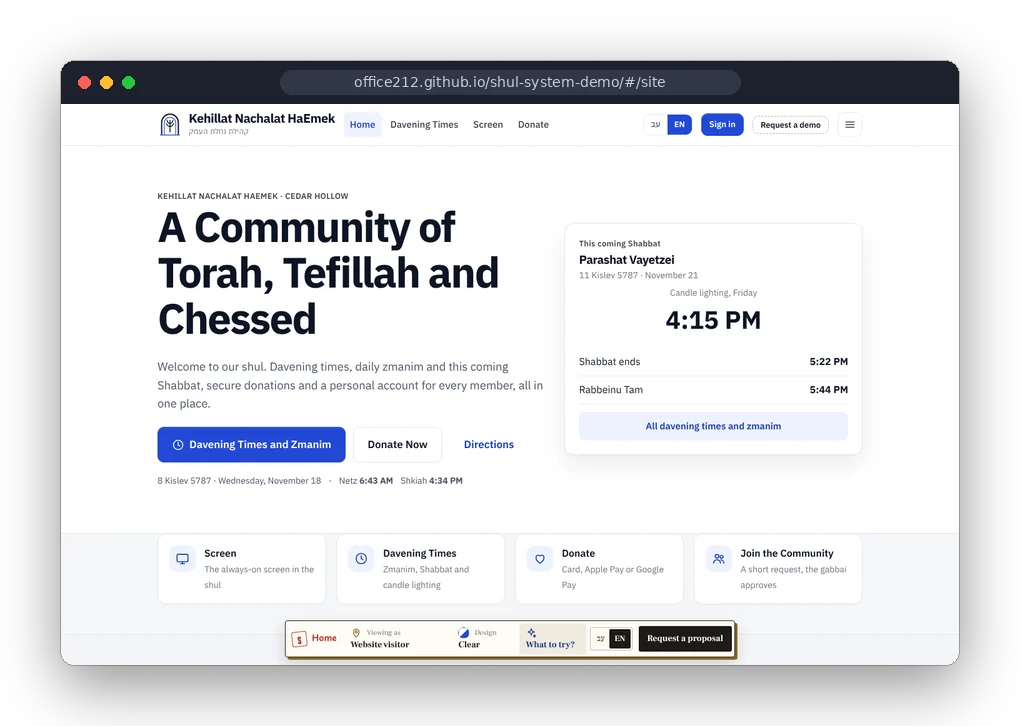 office212.github.io/shul-system-demo/#/site
Kehillat Nachalat HaEmek
קהילת נחלת העמק
Home
Davening Times
Screen
Donate
עב
EN
Sign in
Request a demo
KEHILLAT NACHALAT HAEMEK · CEDAR HOLLOW
A Community of
Torah, Tefillah and
Chessed
Welcome to our shul. Davening times, daily zmanim and this coming
Shabbat, secure donations and a personal account for every member, all in
one place.
Davening Times and Zmanim
Donate Now
Directions
8 Kislev 5787 · Wednesday, November 18 · Netz 6:43 AM Shkiah 4:34 PM
This coming Shabbat
Parashat Vayetzei
11 Kislev 5787 · November 21
Candle lighting, Friday
4:15 PM
Shabbat ends 5:22 PM
Rabbeinu Tam 5:44 PM
All davening times and zmanim
Screen
The always-on screen in the
shul
Davening Times
Zmanim, Shabbat and
candle lighting
Donate
Card, Apple Pay or Google
Pay
Join the Community
A short request, the gabbai
approves
$
Home
Viewing as
Website visitor
Design
Clear
What to try?
עב
EN
Request a proposal